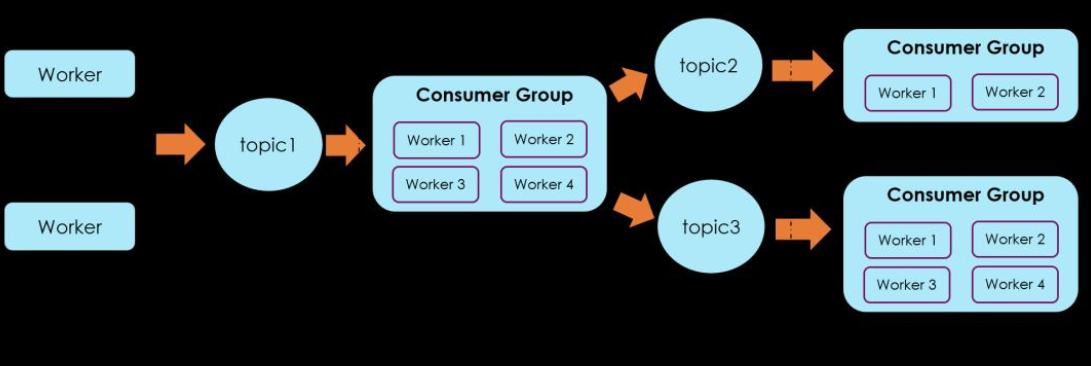 Worker
Worker
topic1
Consumer Group
Worker 1
Worker 2
Worker 3
Worker 4
topic2
Consumer Group
Worker 1
Worker 2
topic3
Consumer Group
Worker 1
Worker 2
Worker 3
Worker 4